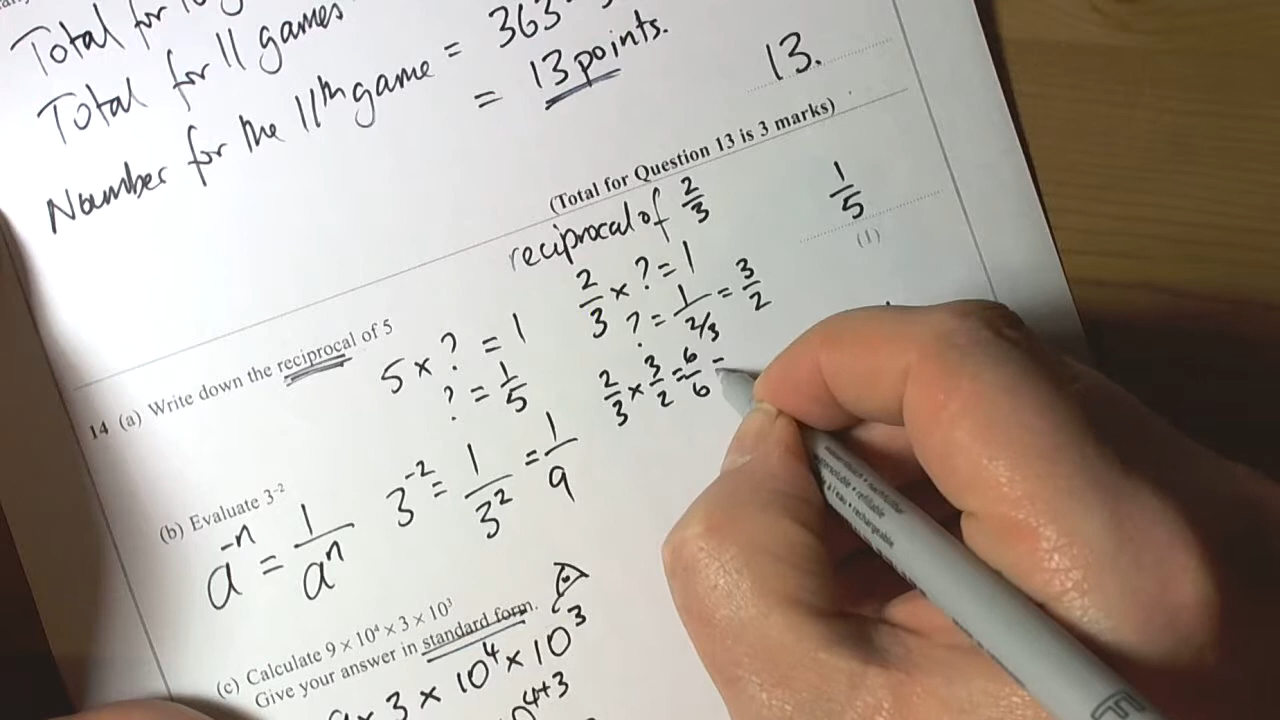 Total for
Total for 11 games
Number for the 11th game = 363
= 13 points.
13.
(Total for Question 13 is 3 marks)
reciprocal of 2/3
1/5
(1)
2/3 × ? = 1
? = 1/2/3 = 3/2
2/3 × 3/2 = 6/6 =
14 (a) Write down the reciprocal of 5
5 × ? = 1
? = 1/5
(b) Evaluate 3⁻²
a⁻ⁿ = 1/aⁿ
3⁻² = 1/3² = 1/9
(c) Calculate 9 × 10⁴ × 3 × 10³
Give your answer in standard form.
× 3 × 10⁴ × 10³
10⁴⁺³